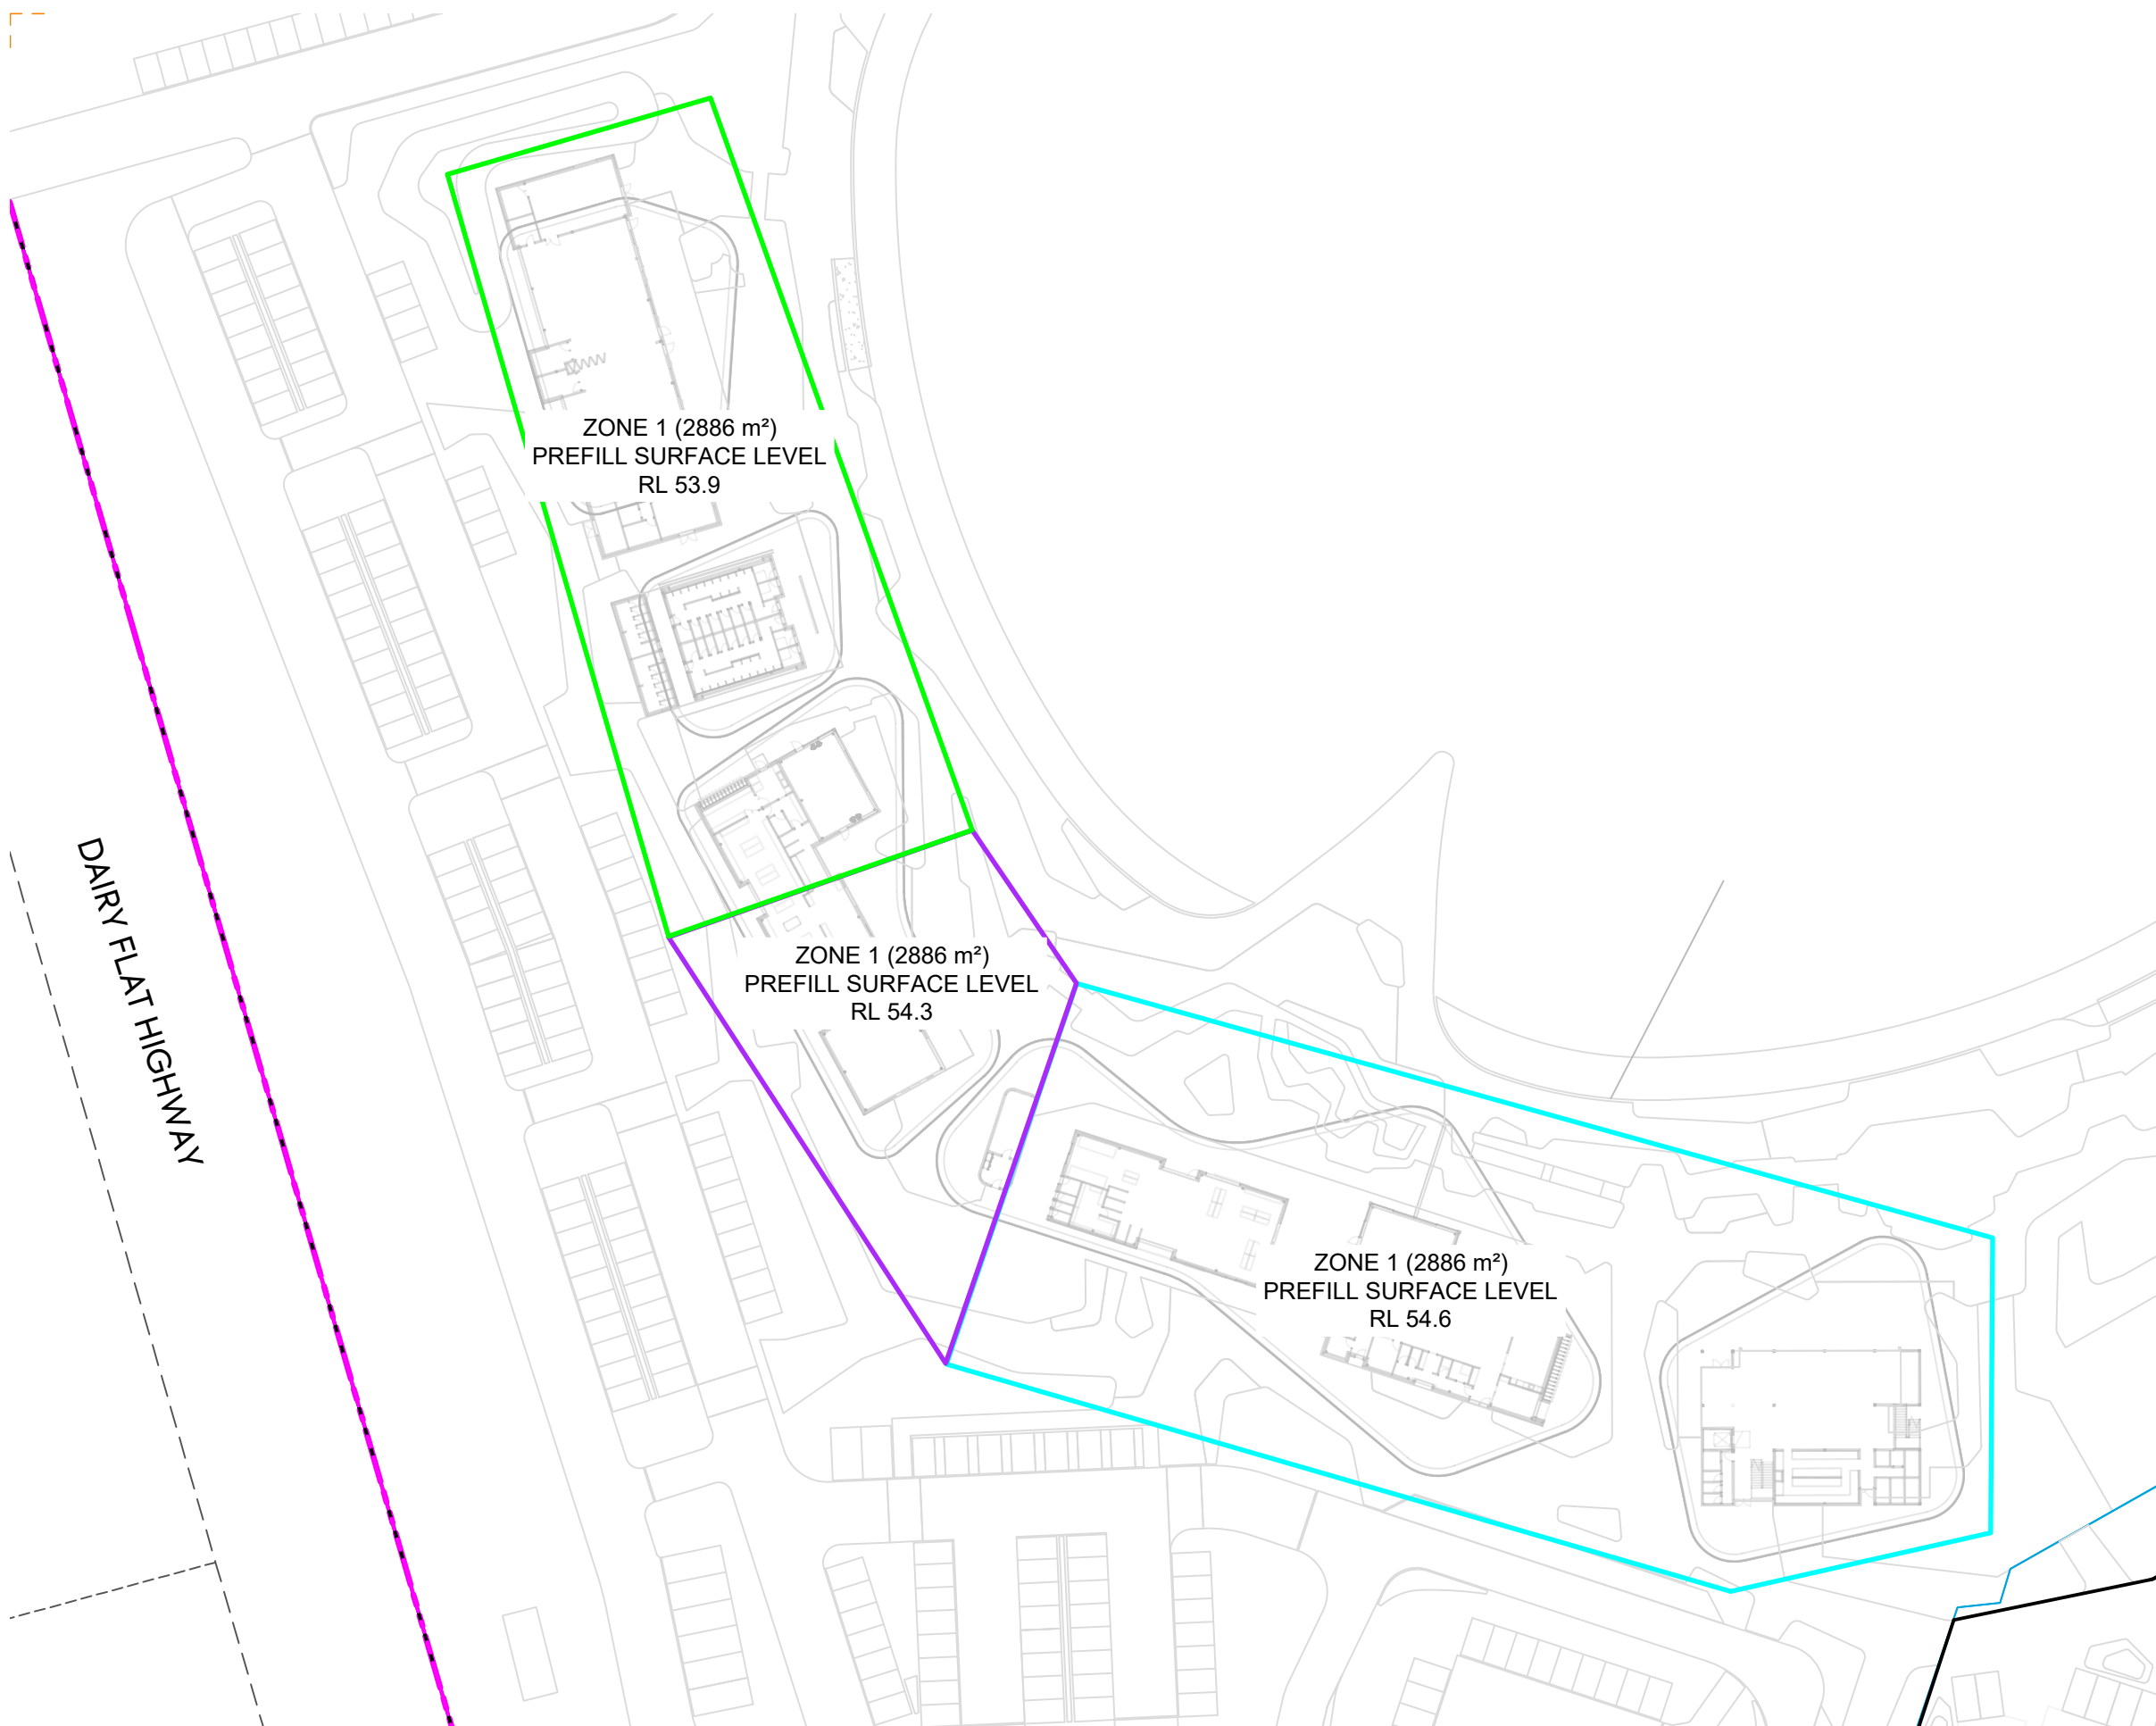 ZONE 1 (2886 m²)
PREFILL SURFACE LEVEL
RL 53.9
DAIRY FLAT HIGHWAY
ZONE 1 (2886 m²)
PREFILL SURFACE LEVEL
RL 54.3
ZONE 1 (2886 m²)
PREFILL SURFACE LEVEL
RL 54.6